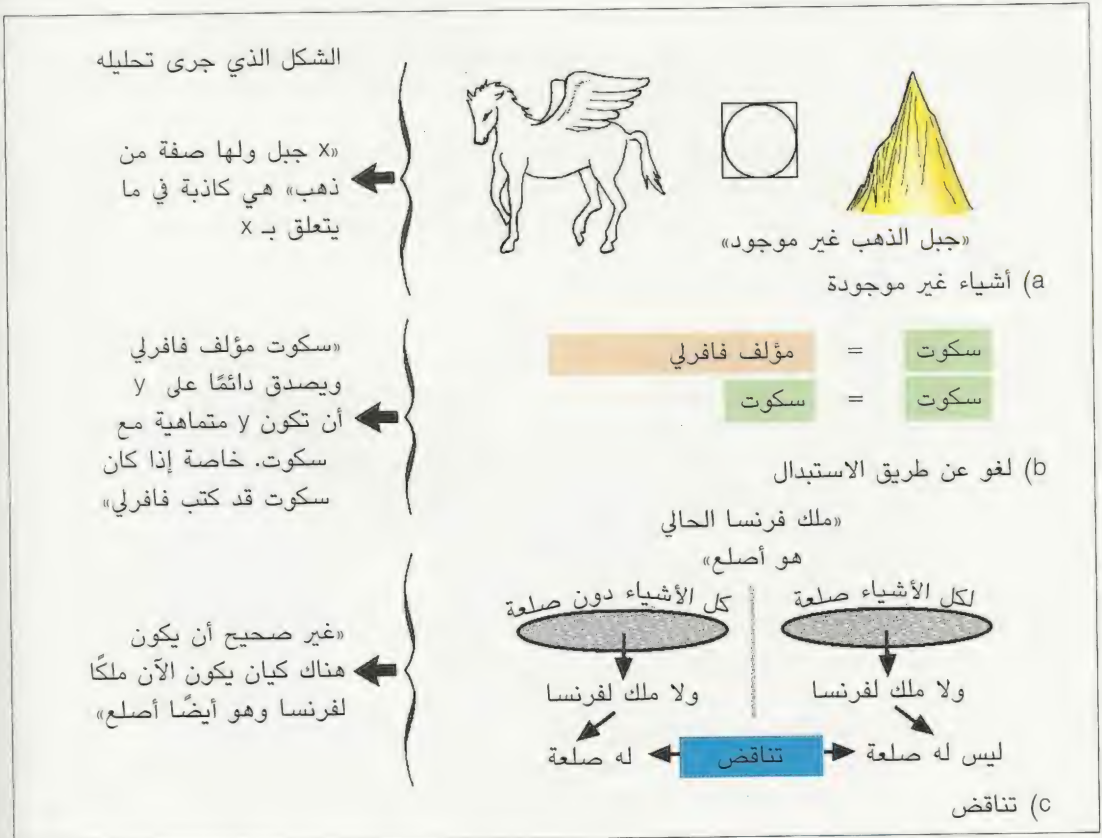 الشكل الذي جرى تحليله
«جبل الذهب غير موجود»
a) أشياء غير موجودة
«x جبل ولها صفة من
ذهب» هي كاذبة في ما
يتعلق بـ x
سكوت = مؤلف فافرلي
سكوت = سكوت
b) لغو عن طريق الاستبدال
«سكوت مؤلف فافرلي
ويصدق دائمًا على y
أن تكون y متماهية مع
سكوت. خاصة إذا كان
سكوت قد كتب فافرلي»
«ملك فرنسا الحالي
هو أصلع»
لكل الأشياء صلعة
كل الأشياء دون صلعة
ولا ملك لفرنسا
ولا ملك لفرنسا
ليس له صلعة
تناقض
له صلعة
c) تناقض
«غير صحيح أن يكون
هناك كيان يكون الآن ملكًا
لفرنسا وهو أيضًا أصلع»